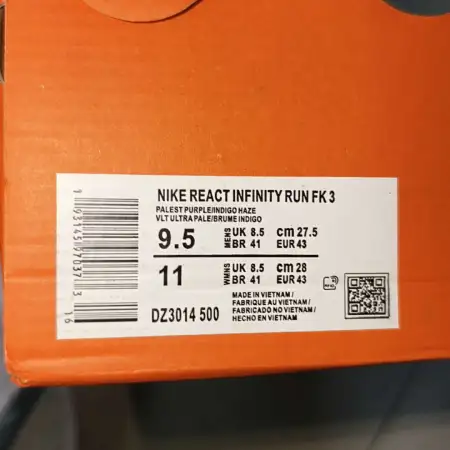 NIKE REACT INFINITY RUN FK 3
PALEST PURPLE/INDIGO HAZE
VLT ULTRA PALE/BRUME INDIGO
9.5 MENS UK 8.5 cm 27.5
BR 41 EUR 43
11 WMNS UK 8.5 cm 28
BR 41 EUR 43
MADE IN VIETNAM /
FABRIQUE AU VIETNAM /
FABRICADO NO VIETNAM /
HECHO EN VIETNAM
DZ3014 500